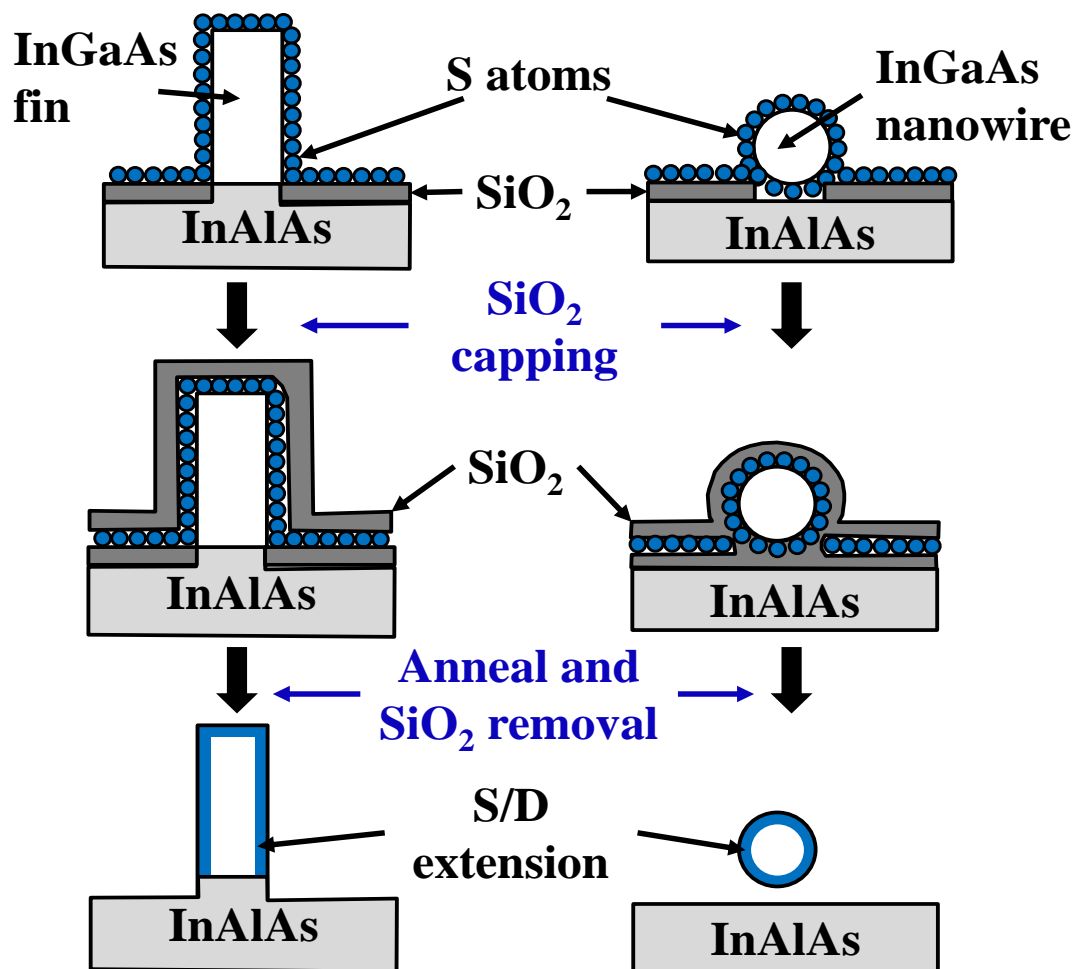 InGaAs
fin
S atoms
InGaAs
nanowire
SiO₂
InAlAs
InAlAs
SiO₂
capping
SiO₂
InAlAs
InAlAs
Anneal and
SiO₂ removal
S/D
extension
InAlAs
InAlAs